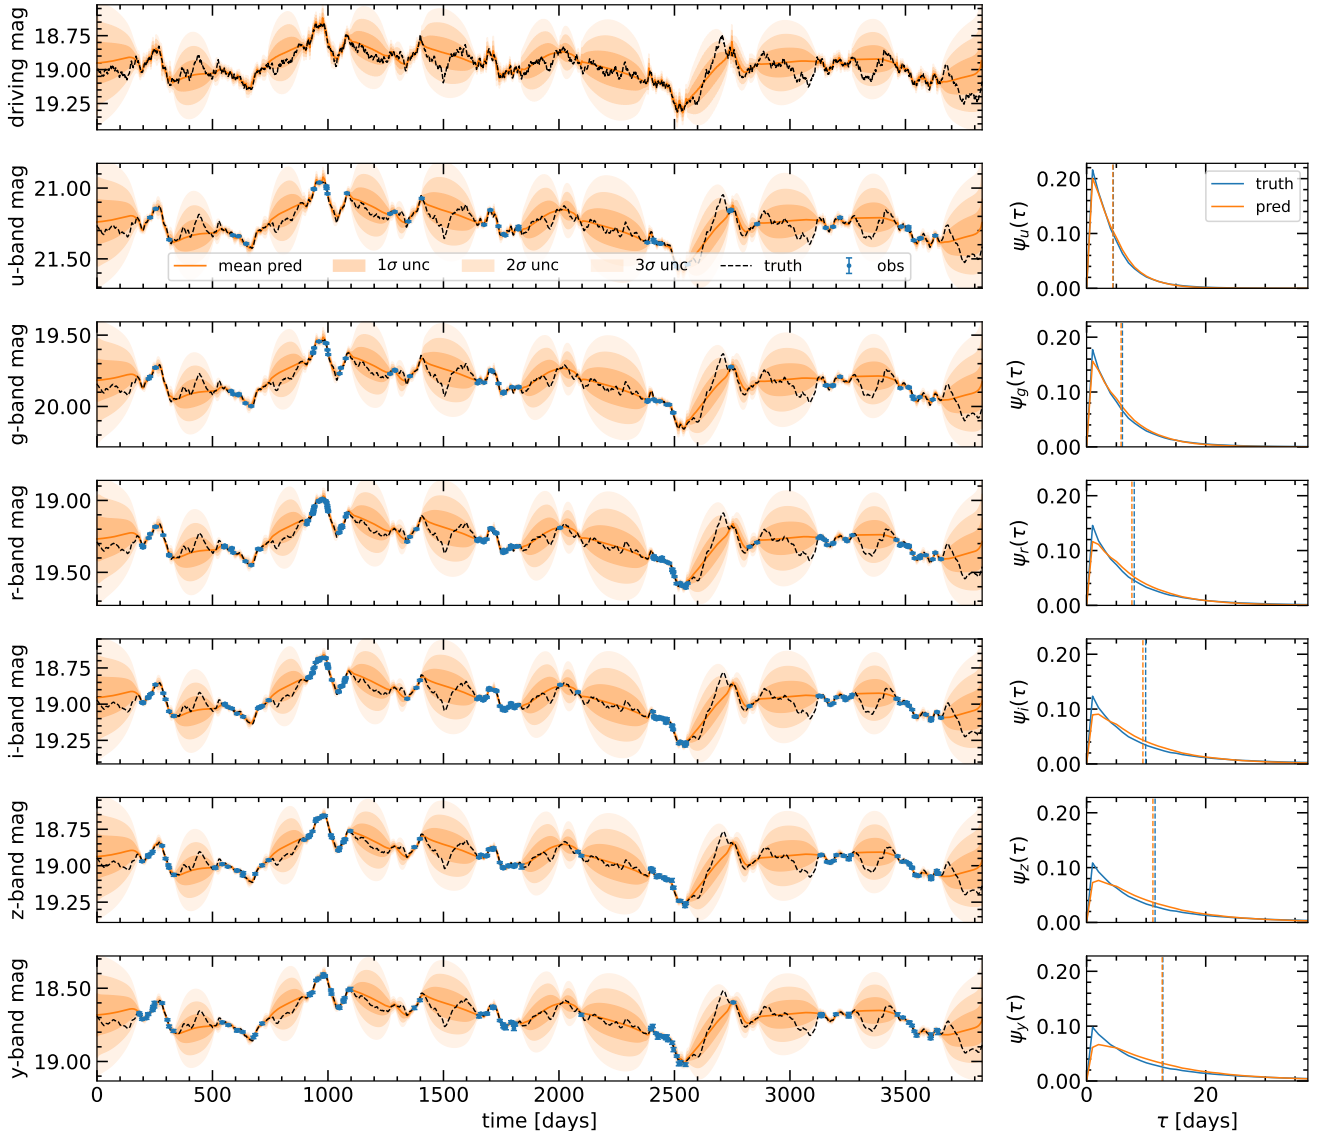 driving mag
18.75
19.00
19.25
u-band mag
21.00
21.50
mean pred 1σ unc 2σ unc 3σ unc truth obs
ψu(τ)
0.20
0.10
0.00
truth
pred
g-band mag
19.50
20.00
ψg(τ)
0.20
0.10
0.00
r-band mag
19.00
19.50
ψr(τ)
0.20
0.10
0.00
i-band mag
18.75
19.00
19.25
ψi(τ)
0.20
0.10
0.00
z-band mag
18.75
19.00
19.25
ψz(τ)
0.20
0.10
0.00
y-band mag
18.50
19.00
ψy(τ)
0.20
0.10
0.00
0 500 1000 1500 2000 2500 3000 3500
time [days]
0 20
τ [days]